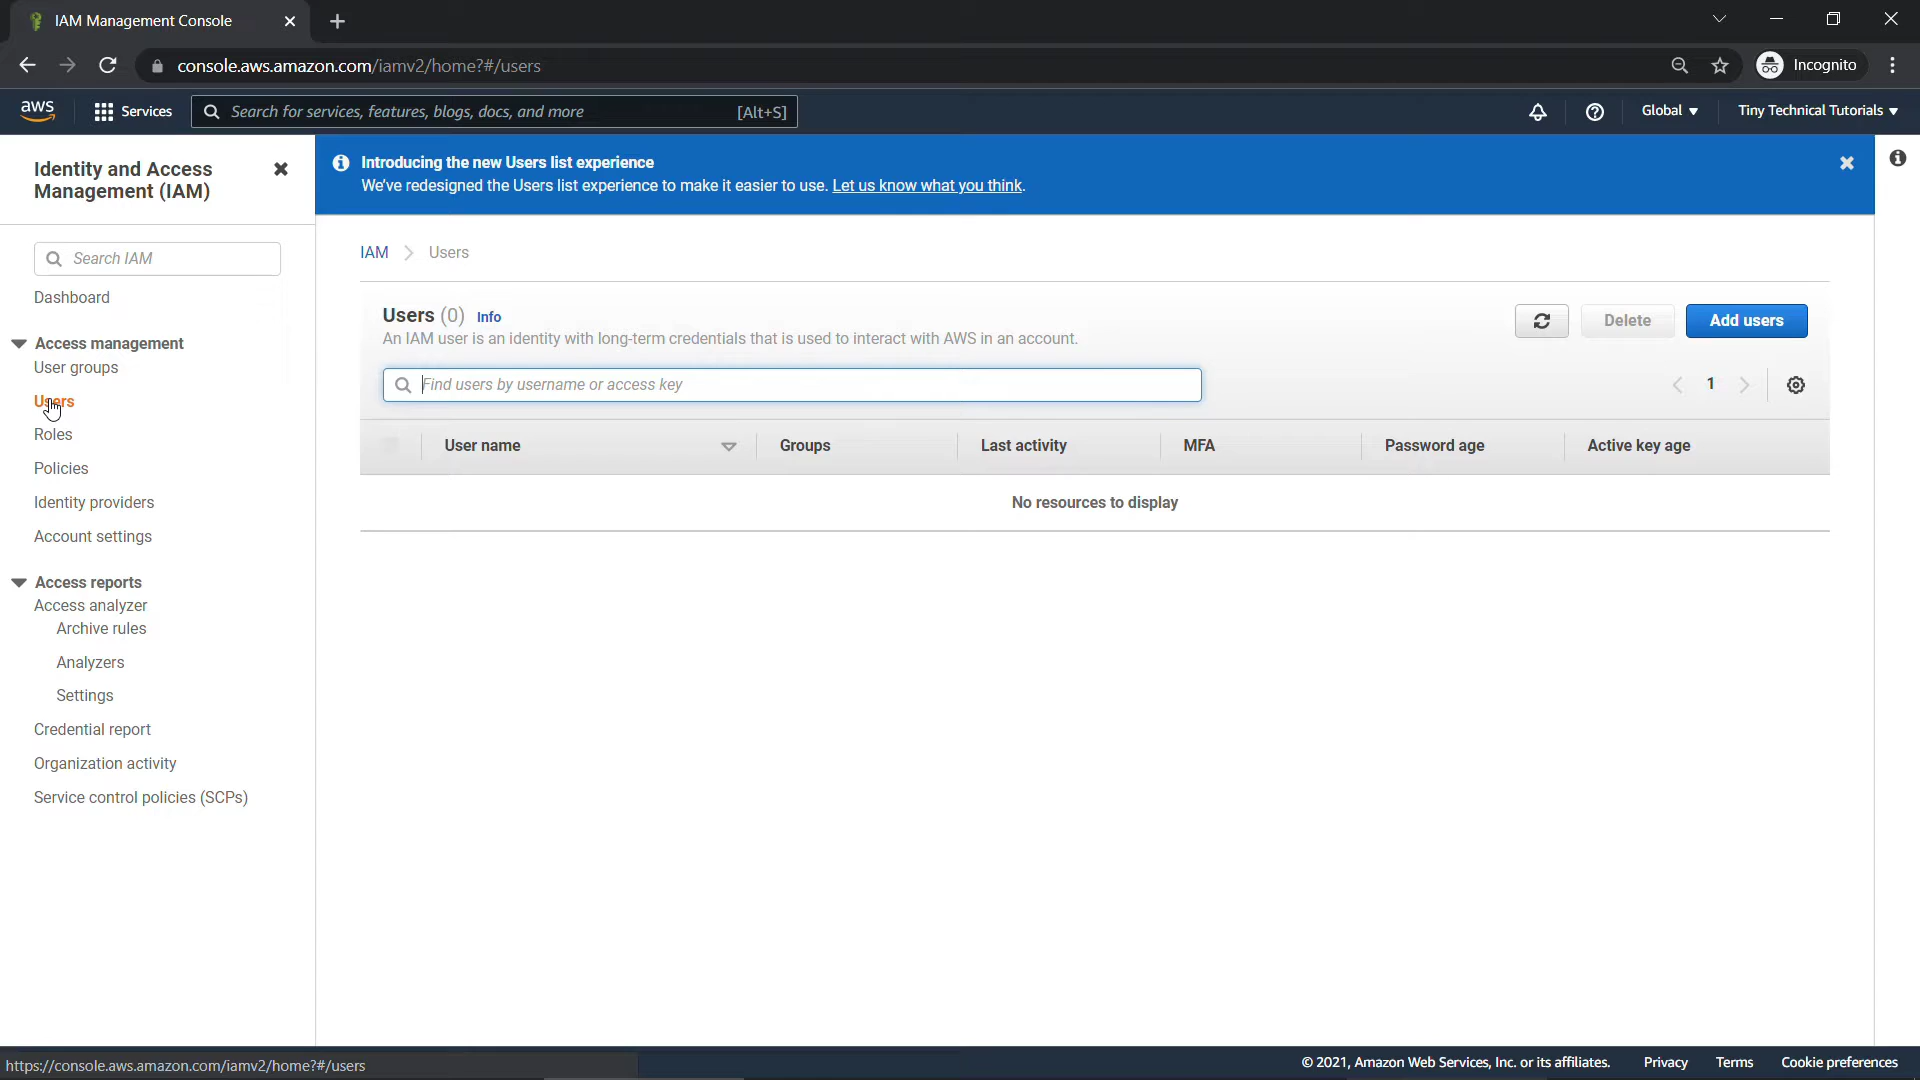 IAM Management Console
console.aws.amazon.com/iamv2/home?#/users
Incognito
aws
Services
Search for services, features, blogs, docs, and more
[Alt+S]
Global
Tiny Technical Tutorials
Identity and Access
Management (IAM)
Search IAM
Dashboard
Access management
User groups
Users
Roles
Policies
Identity providers
Account settings
Access reports
Access analyzer
Archive rules
Analyzers
Settings
Credential report
Organization activity
Service control policies (SCPs)
Introducing the new Users list experience
We've redesigned the Users list experience to make it easier to use. Let us know what you think.
IAM > Users
Users (0) Info
An IAM user is an identity with long-term credentials that is used to interact with AWS in an account.
Delete
Add users
Find users by username or access key
1
User name Groups Last activity MFA Password age Active key age
No resources to display
https://console.aws.amazon.com/iamv2/home?#/users
© 2021, Amazon Web Services, Inc. or its affiliates. Privacy Terms Cookie preferences